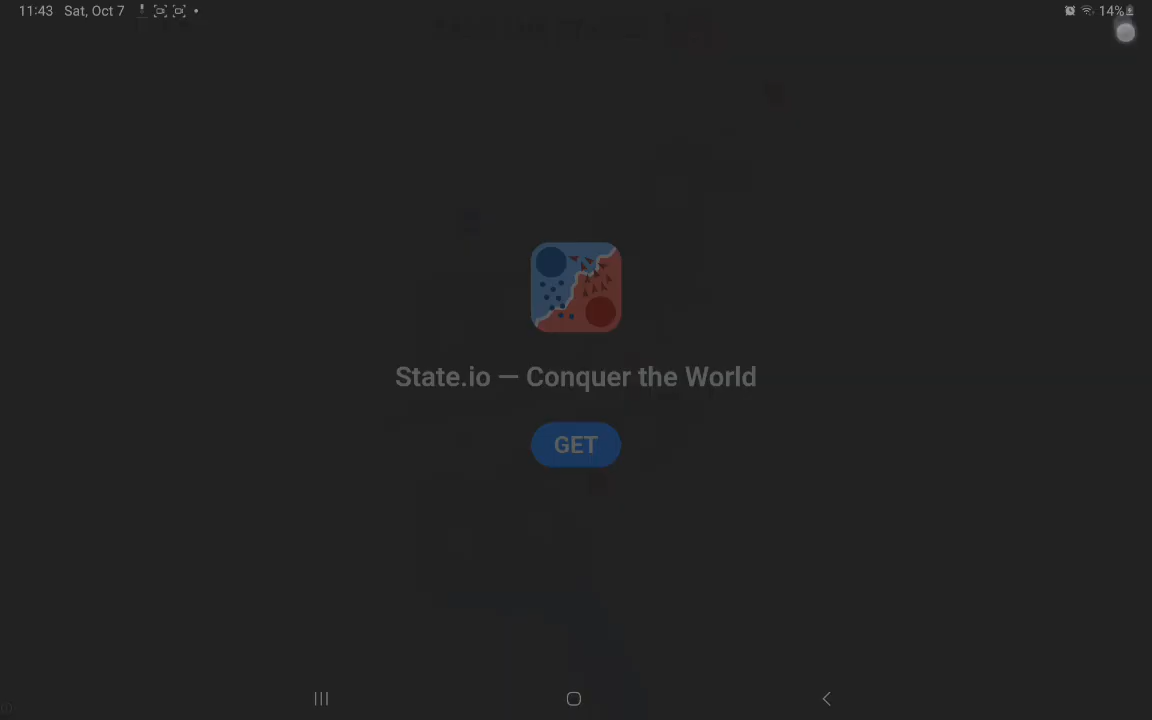 11:43 Sat, Oct 7
14%
State.io — Conquer the World
GET